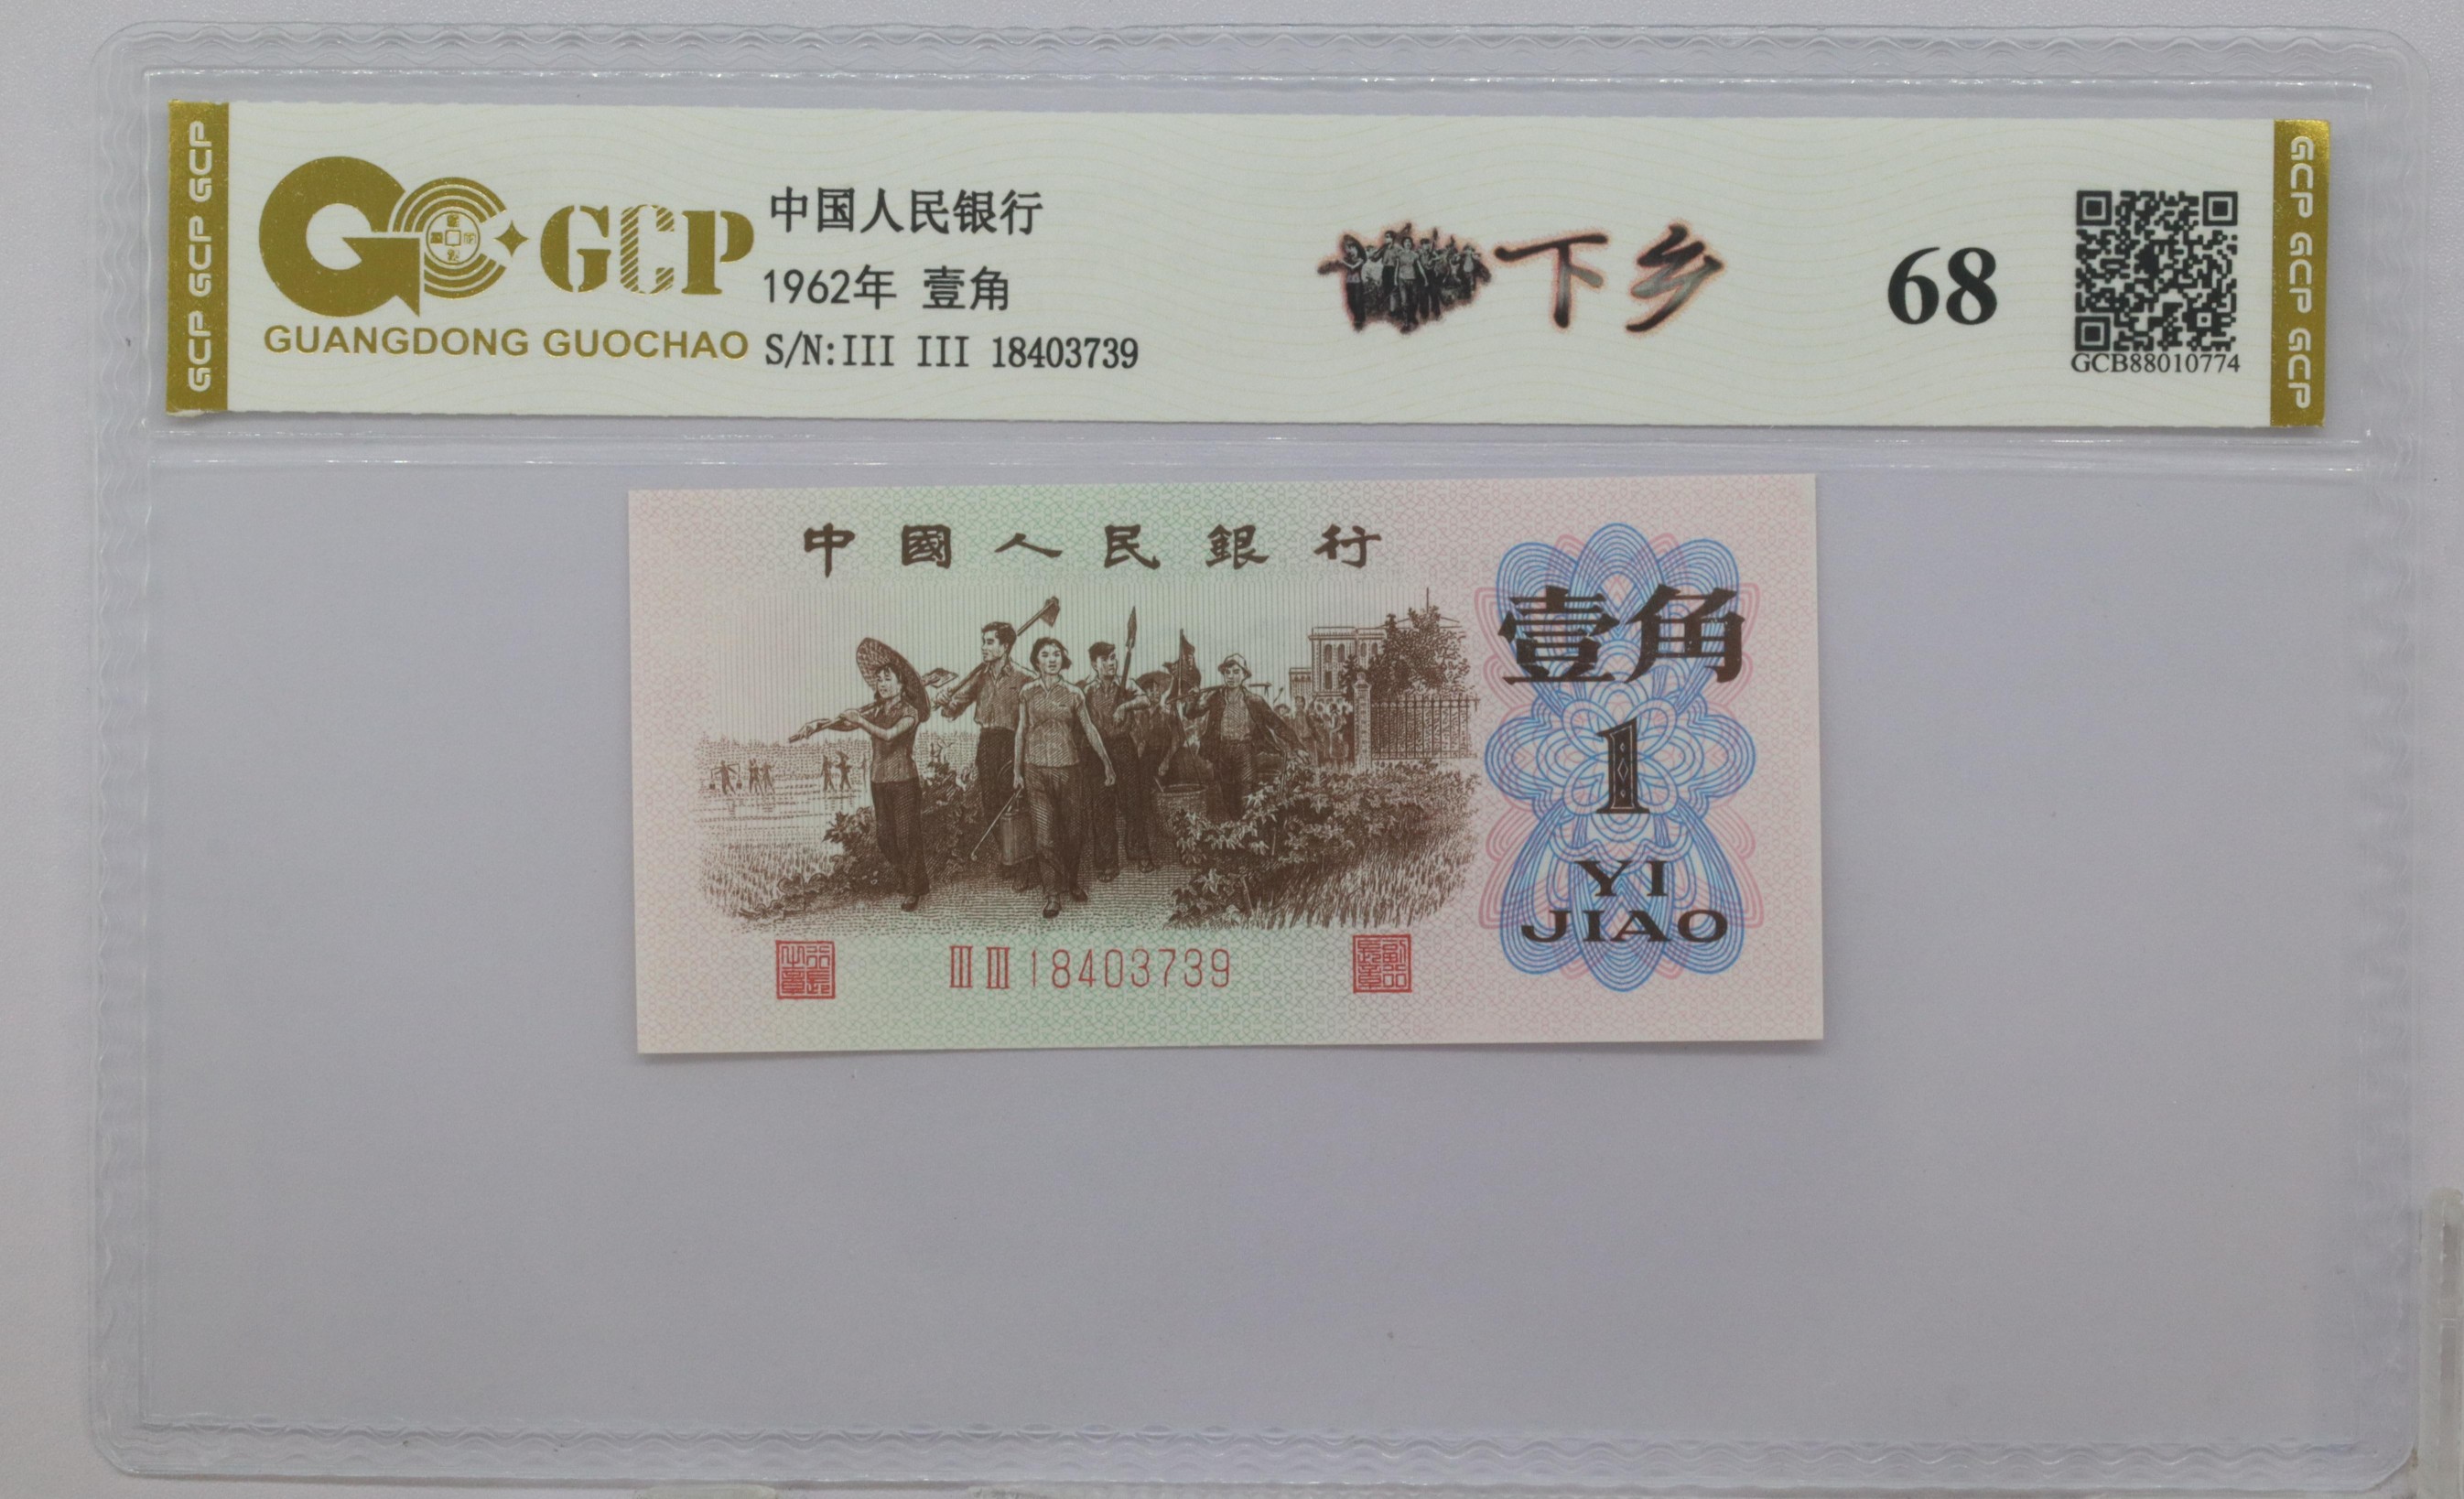 GCP GCP GCP
GCP
GUANGDONG GUOCHAO
中国人民银行
1962年 壹角
S/N:III III 18403739
下乡
68
GCB88010774
GCP GCP GCP
中國人民銀行
壹角
1
YI
JIAO
III III 18403739